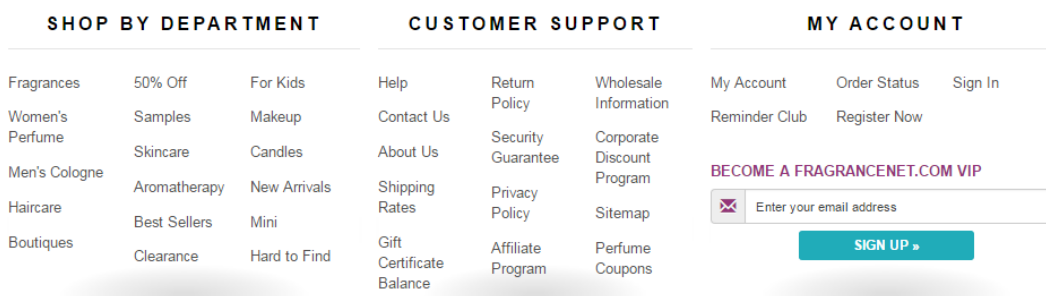 SHOP BY DEPARTMENT
Fragrances
Women's
Perfume
Men's Cologne
Haircare
Boutiques
50% Off
Samples
Skincare
Aromatherapy
Best Sellers
Clearance
For Kids
Makeup
Candles
New Arrivals
Mini
Hard to Find
CUSTOMER SUPPORT
Help
Contact Us
About Us
Shipping
Rates
Gift
Certificate
Balance
Return
Policy
Security
Guarantee
Privacy
Policy
Affiliate
Program
Wholesale
Information
Corporate
Discount
Program
Sitemap
Perfume
Coupons
MY ACCOUNT
My Account
Order Status
Sign In
Reminder Club
Register Now
BECOME A FRAGRANCENET.COM VIP
Enter your email address
SIGN UP »